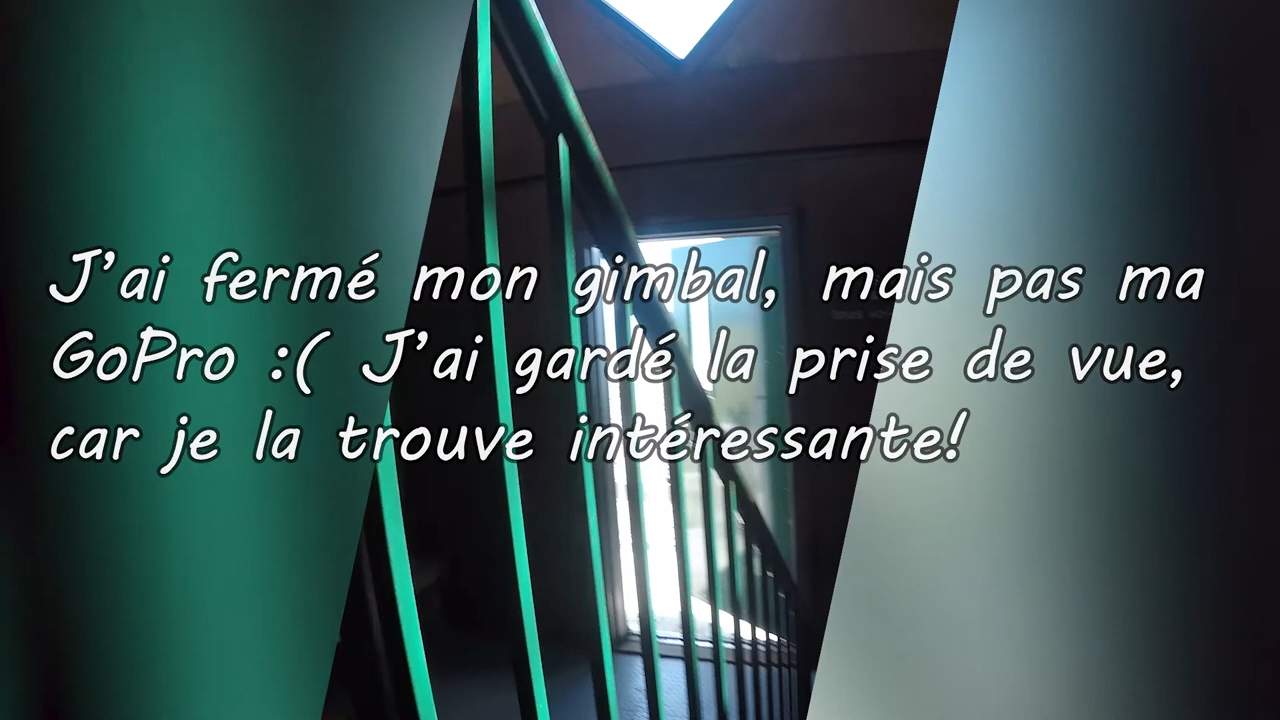 J’ai fermé mon gimbal, mais pas ma
GoPro :( J’ai gardé la prise de vue,
car je la trouve intéressante!